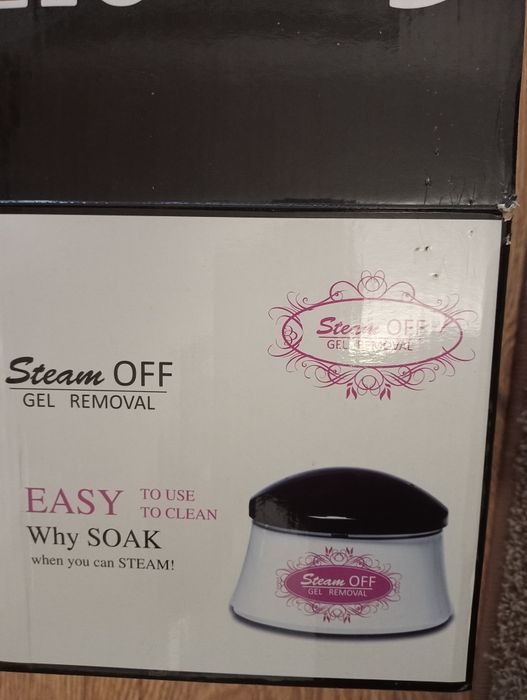 Steam OFF
GEL REMOVAL
Steam OFF
GEL REMOVAL
EASY TO USE
TO CLEAN
Why SOAK
when you can STEAM!
Steam OFF
GEL REMOVAL